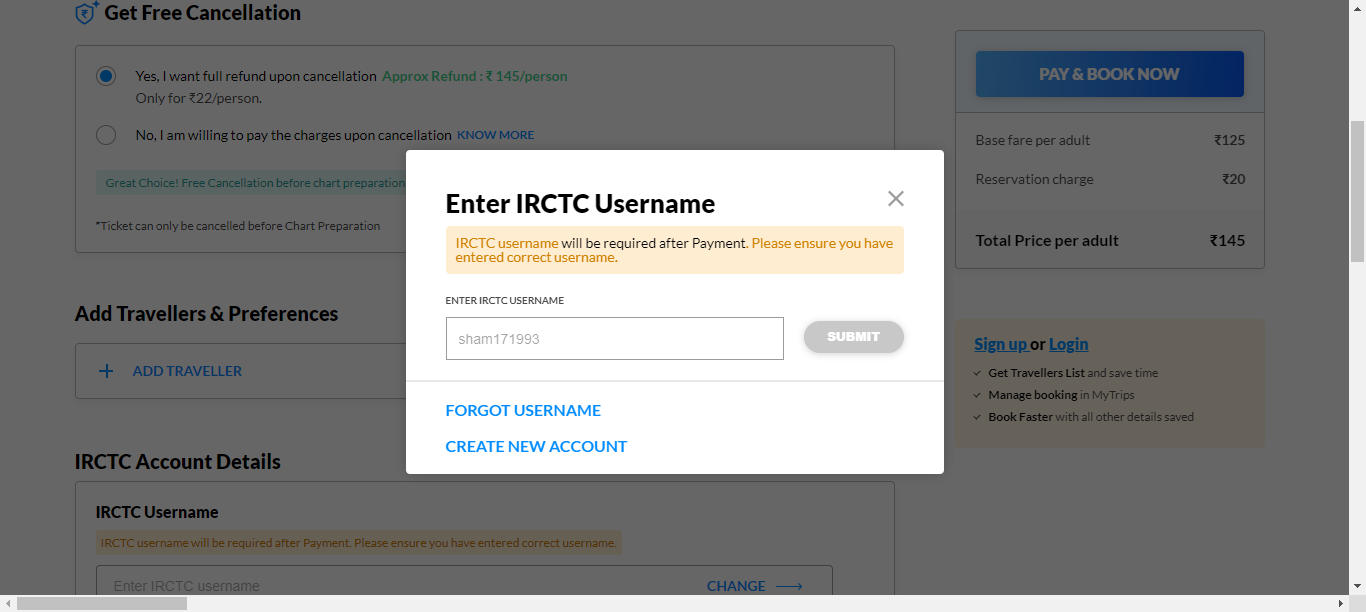 Get Free Cancellation
Yes, I want full refund upon cancellation Approx Refund : ₹ 145/person
Only for ₹22/person.
No, I am willing to pay the charges upon cancellation KNOW MORE
Great Choice! Free Cancellation before chart preparation
*Ticket can only be cancelled before Chart Preparation
Add Travellers & Preferences
+ ADD TRAVELLER
IRCTC Account Details
IRCTC Username
IRCTC username will be required after Payment. Please ensure you have entered correct username.
Enter IRCTC username
CHANGE
Enter IRCTC Username
IRCTC username will be required after Payment. Please ensure you have
entered correct username.
ENTER IRCTC USERNAME
sham171993
SUBMIT
FORGOT USERNAME
CREATE NEW ACCOUNT
PAY & BOOK NOW
Base fare per adult ₹125
Reservation charge ₹20
Total Price per adult ₹145
Sign up or Login
Get Travellers List and save time
Manage booking in MyTrips
Book Faster with all other details saved